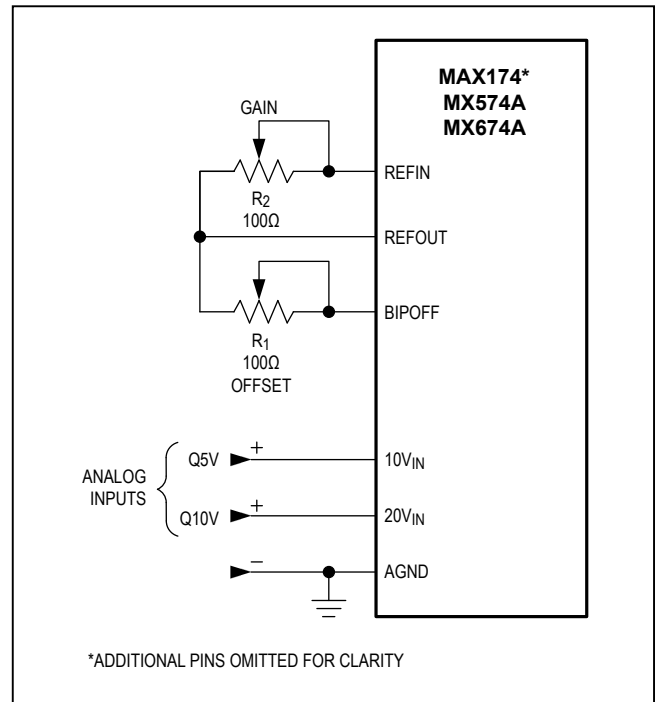 MAX174*
MX574A
MX674A
GAIN
REFIN
R2
100Ω
REFOUT
BIPOFF
R1
100Ω
OFFSET
ANALOG
INPUTS
Q5V
+
10VIN
Q10V
+
20VIN
−
AGND
*ADDITIONAL PINS OMITTED FOR CLARITY